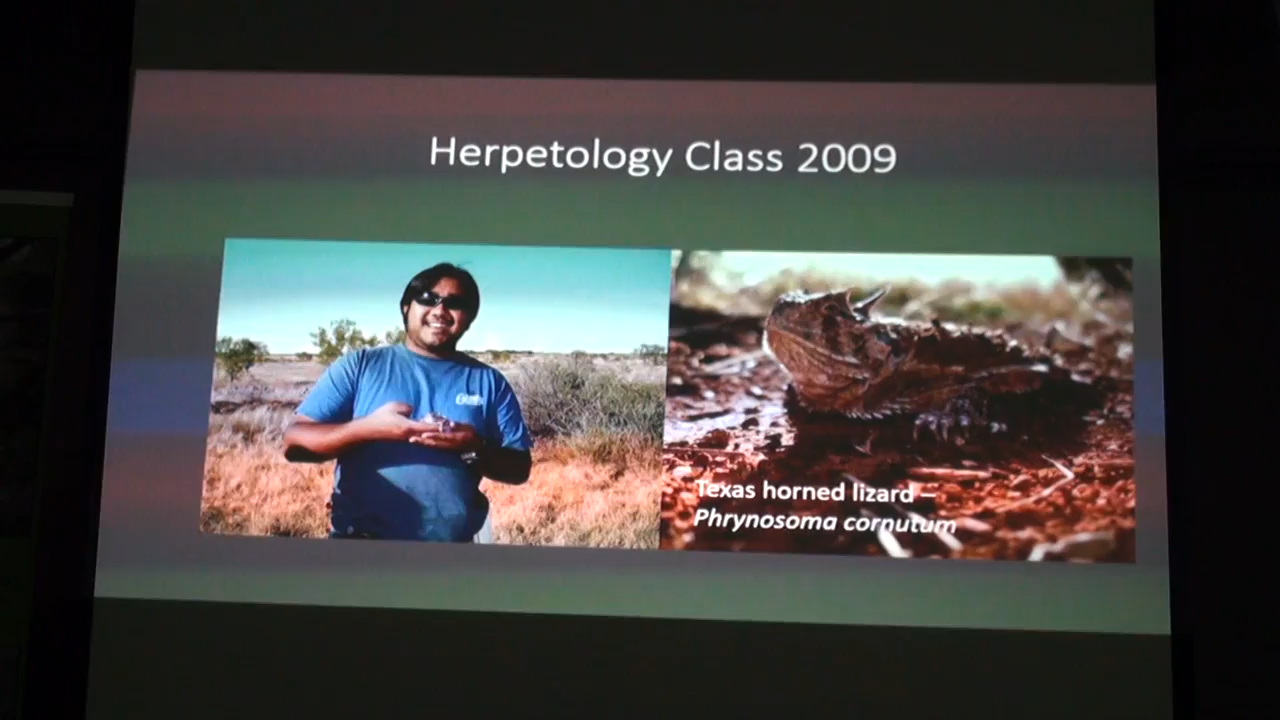 Herpetology Class 2009
Texas horned lizard –
Phrynosoma cornutum